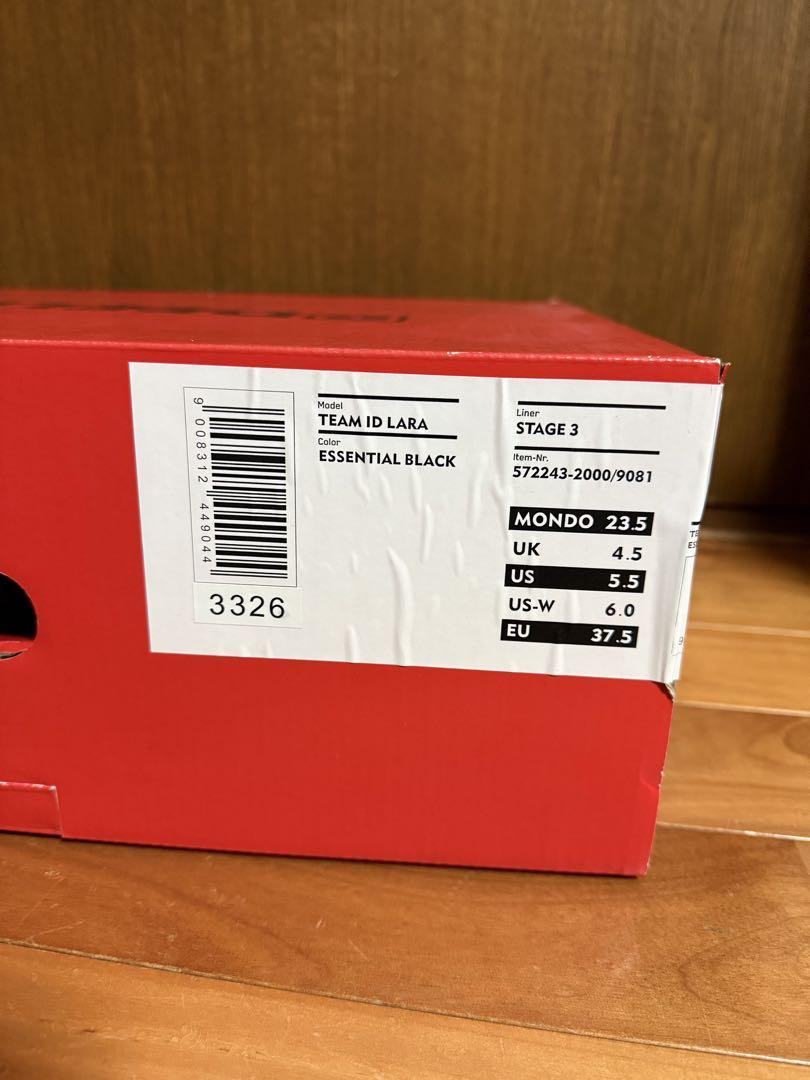 9 008312 449044
3326
Model
TEAM ID LARA
Color
ESSENTIAL BLACK
Liner
STAGE 3
Item-Nr.
572243-2000/9081
MONDO 23.5
UK 4.5
US 5.5
US-W 6.0
EU 37.5